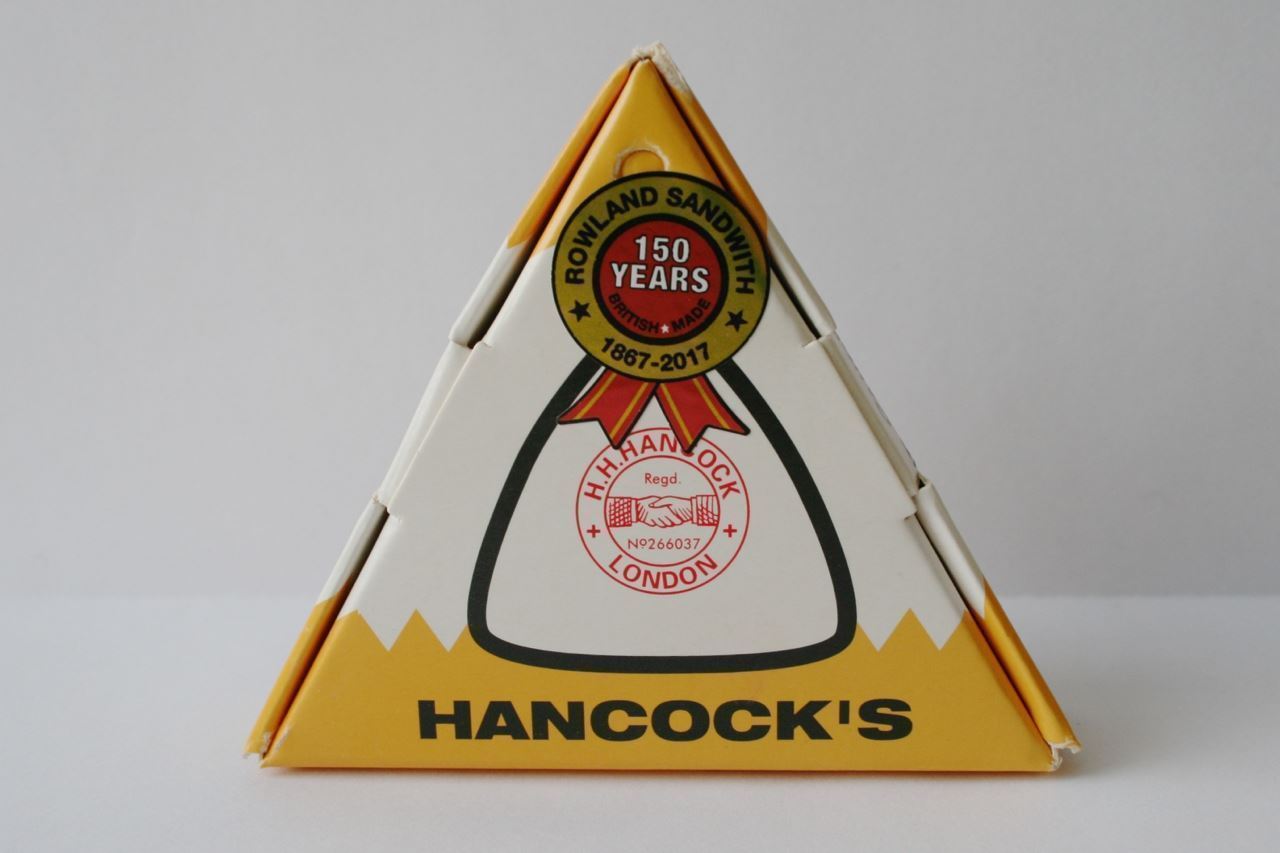 ROWLAND SANDWITH
150
YEARS
BRITISH★MADE
★ 1867-2017 ★
H.H.HANCOCK
Regd.
Nº266037
+ LONDON +
HANCOCK'S